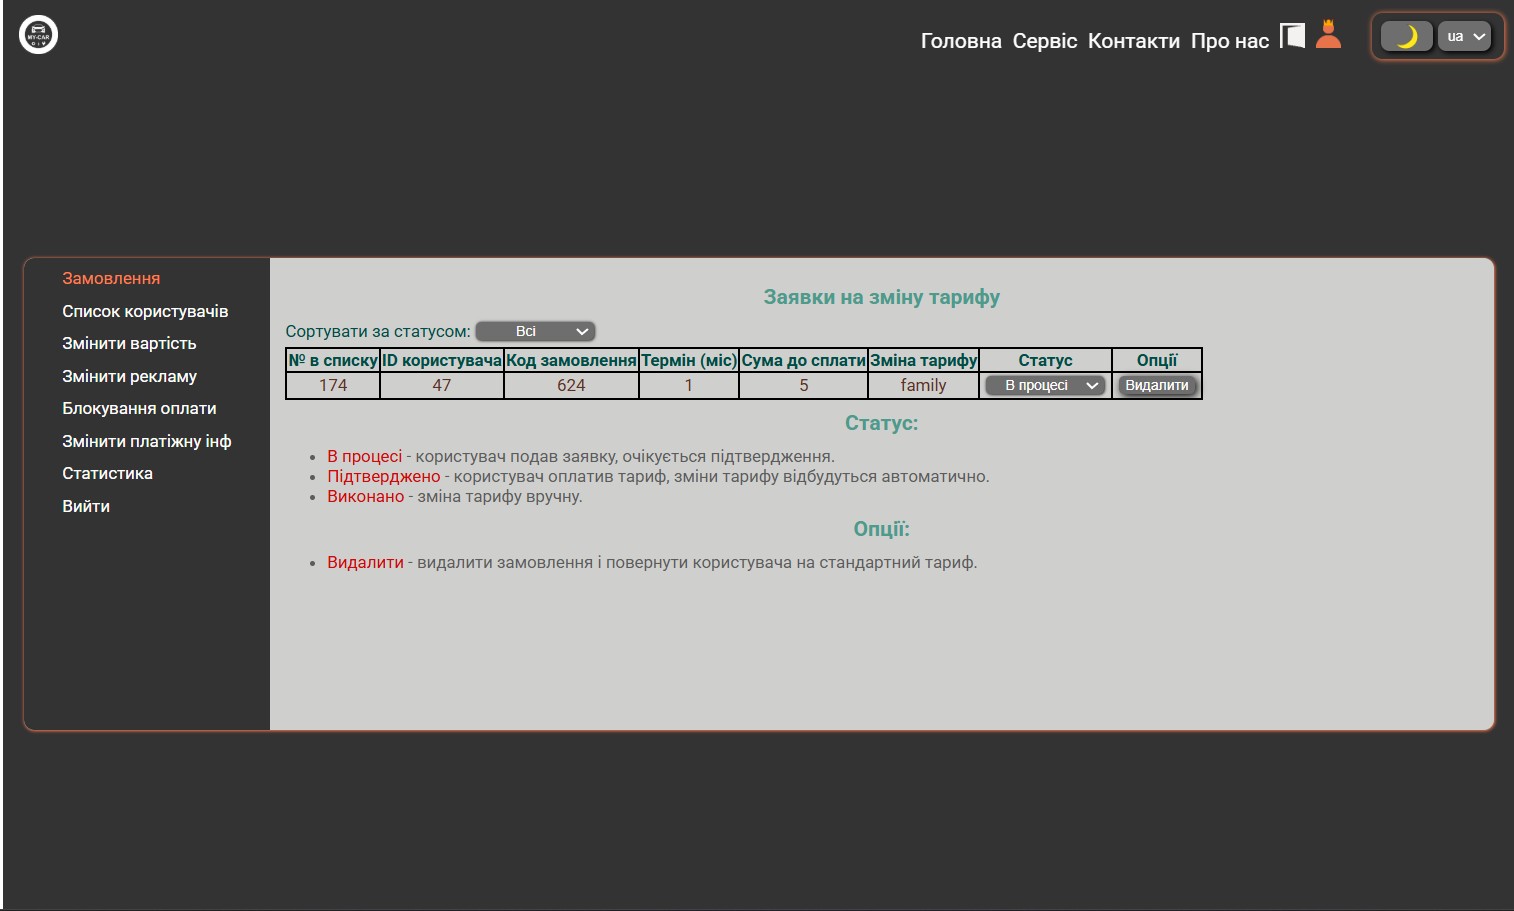 MY-CAR
Головна Сервіс Контакти Про нас
ua
Замовлення
Список користувачів
Змінити вартість
Змінити рекламу
Блокування оплати
Змінити платіжну інф
Статистика
Вийти
Заявки на зміну тарифу
Сортувати за статусом: Всі
№ в списку ID користувача Код замовлення Термін (міс) Сума до сплати Зміна тарифу Статус Опції
174 47 624 1 5 family В процесі Видалити
Статус:
В процесі - користувач подав заявку, очікується підтвердження.
Підтверджено - користувач оплатив тариф, зміни тарифу відбудуться автоматично.
Виконано - зміна тарифу вручну.
Опції:
Видалити - видалити замовлення і повернути користувача на стандартний тариф.